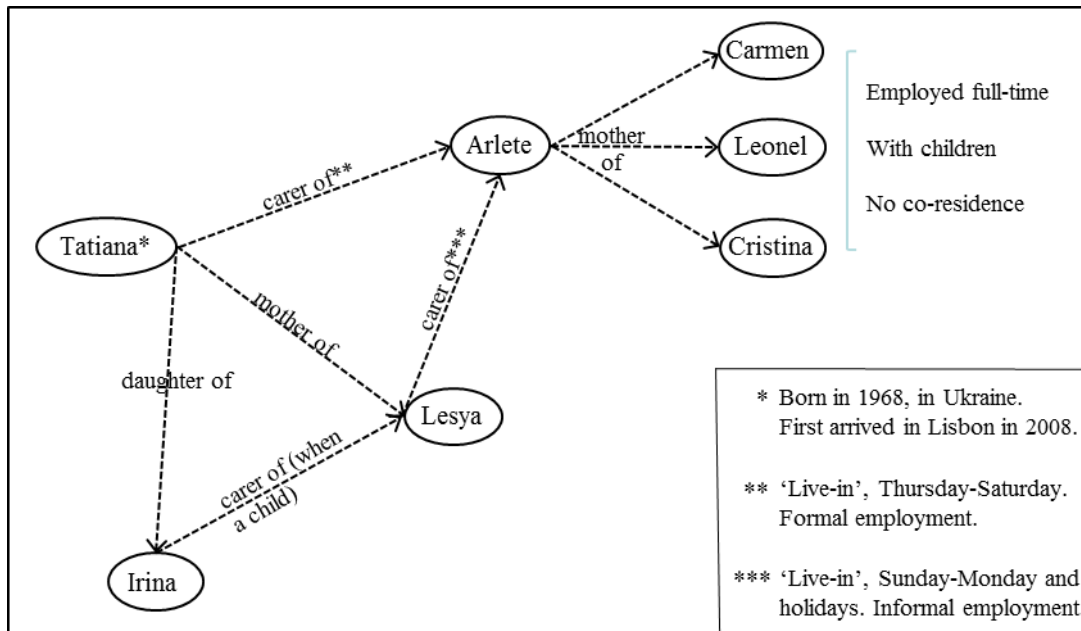 Carmen
Employed full-time
Arlete
mother
of
Leonel
With children
carer of**
No co-residence
Tatiana*
Cristina
carer of***
mother of
daughter of
Lesya
carer of (when
a child)
Irina
* Born in 1968, in Ukraine.
First arrived in Lisbon in 2008.
** ‘Live-in’, Thursday-Saturday.
Formal employment.
*** ‘Live-in’, Sunday-Monday and
holidays. Informal employment